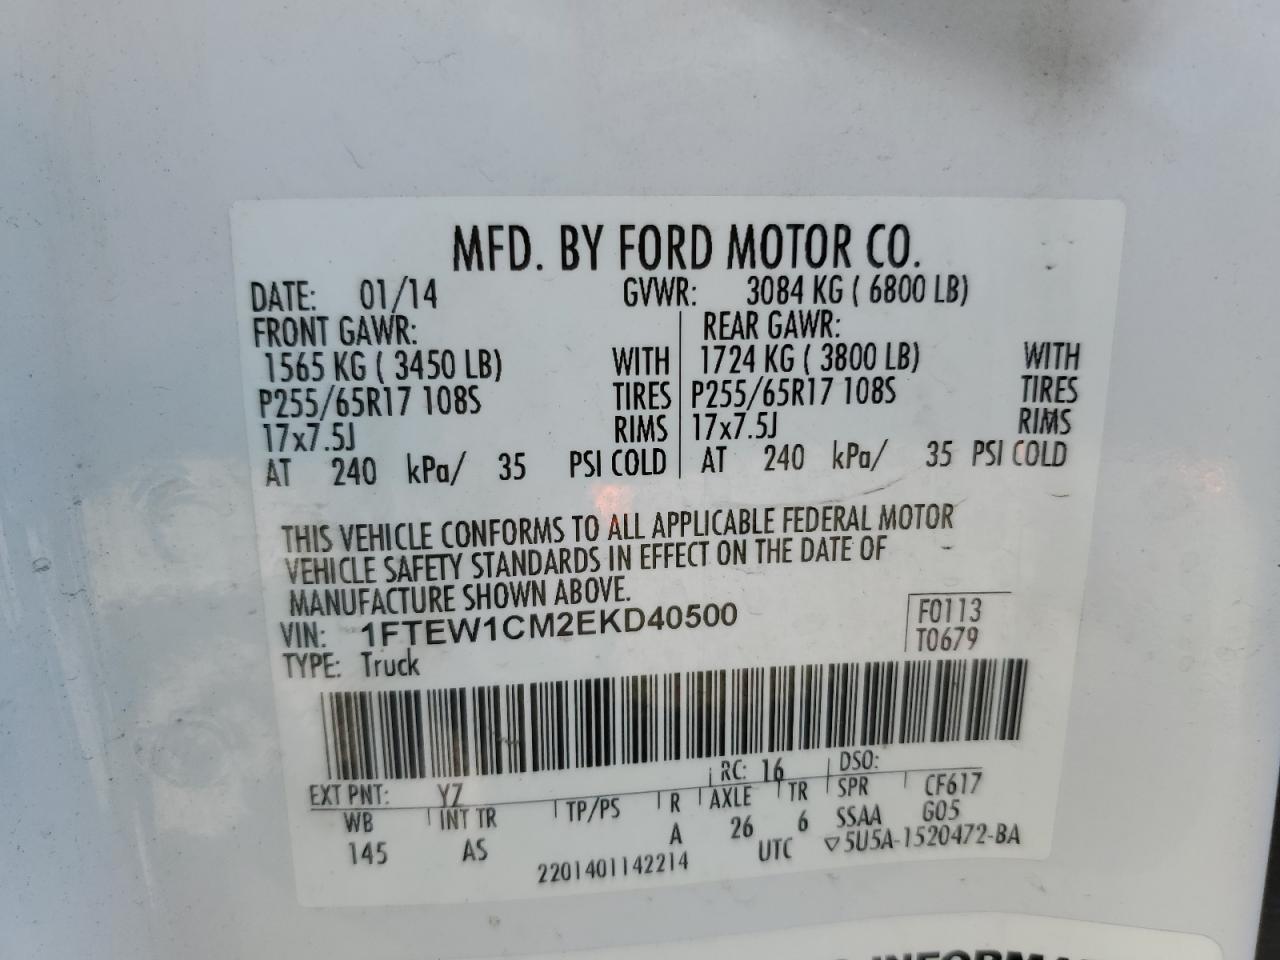 MFD. BY FORD MOTOR CO.
DATE: 01/14 GVWR: 3084 KG ( 6800 LB)
FRONT GAWR: REAR GAWR:
1565 KG ( 3450 LB) WITH 1724 KG ( 3800 LB) WITH
P255/65R17 108S TIRES P255/65R17 108S TIRES
17x7.5J RIMS 17x7.5J RIMS
AT 240 kPa/ 35 PSI COLD AT 240 kPa/ 35 PSI COLD
THIS VEHICLE CONFORMS TO ALL APPLICABLE FEDERAL MOTOR
VEHICLE SAFETY STANDARDS IN EFFECT ON THE DATE OF
MANUFACTURE SHOWN ABOVE.
VIN: 1FTEW1CM2EKD40500 F0113
TYPE: Truck T0679
EXT PNT: YZ RC: 16 DSO:
WB INT TR TP/PS R AXLE TR SPR CF617
145 AS A 26 6 SSAA G05
2201401142214 UTC ▽5U5A-1520472-BA